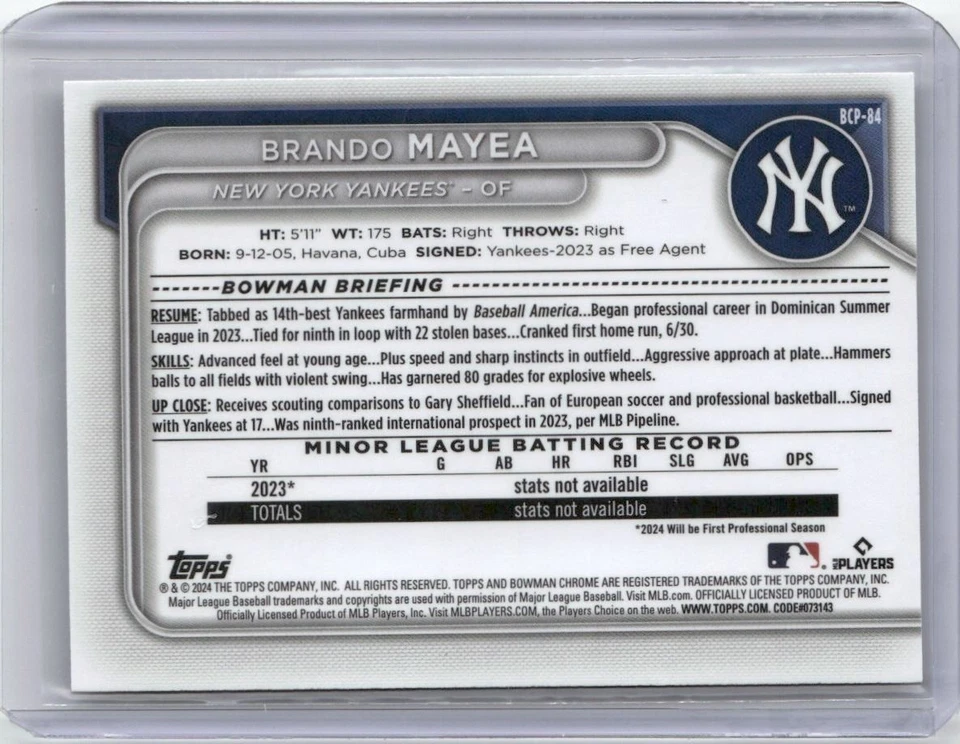 BCP-84
BRANDO MAYEA
NEW YORK YANKEES™ – OF
NY
TM
HT: 5'11" WT: 175 BATS: Right THROWS: Right
BORN: 9-12-05, Havana, Cuba SIGNED: Yankees-2023 as Free Agent
BOWMAN BRIEFING
RESUME: Tabbed as 14th-best Yankees farmhand by Baseball America...Began professional career in Dominican Summer
League in 2023...Tied for ninth in loop with 22 stolen bases...Cranked first home run, 6/30.
SKILLS: Advanced feel at young age...Plus speed and sharp instincts in outfield...Aggressive approach at plate...Hammers
balls to all fields with violent swing...Has garnered 80 grades for explosive wheels.
UP CLOSE: Receives scouting comparisons to Gary Sheffield...Fan of European soccer and professional basketball...Signed
with Yankees at 17...Was ninth-ranked international prospect in 2023, per MLB Pipeline.
MINOR LEAGUE BATTING RECORD
YR G AB HR RBI SLG AVG OPS
2023* stats not available
TOTALS stats not available
*2024 Will be First Professional Season
topps
MLB PLAYERS
® & © 2024 THE TOPPS COMPANY, INC. ALL RIGHTS RESERVED. TOPPS AND BOWMAN CHROME ARE REGISTERED TRADEMARKS OF THE TOPPS COMPANY, INC.
Major League Baseball trademarks and copyrights are used with permission of Major League Baseball. Visit MLB.com. OFFICIALLY LICENSED PRODUCT OF MLB.
Officially Licensed Product of MLB Players, Inc. Visit MLBPLAYERS.COM, the Players Choice on the web. WWW.TOPPS.COM. CODE#073143